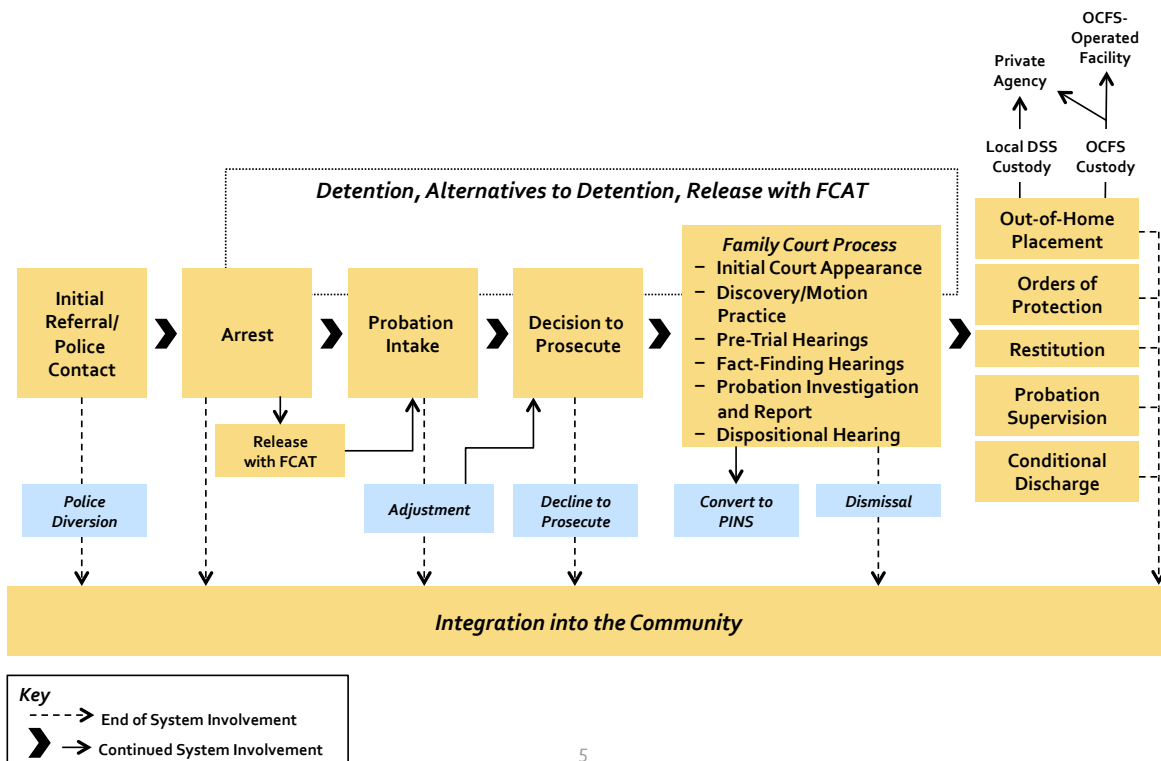 OCFS-
Operated
Facility
Private
Agency
Local DSS
Custody
OCFS
Custody
Detention, Alternatives to Detention, Release with FCAT
Initial
Referral/
Police
Contact
Arrest
Probation
Intake
Decision to
Prosecute
Family Court Process
– Initial Court Appearance
– Discovery/Motion
Practice
– Pre-Trial Hearings
– Fact-Finding Hearings
– Probation Investigation
and Report
– Dispositional Hearing
Out-of-Home
Placement
Orders of
Protection
Restitution
Probation
Supervision
Conditional
Discharge
Release
with FCAT
Police
Diversion
Adjustment
Decline to
Prosecute
Convert to
PINS
Dismissal
Integration into the Community
Key
End of System Involvement
Continued System Involvement
5